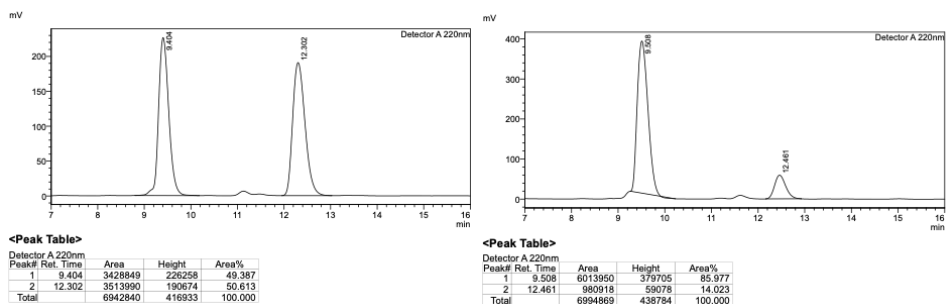 mV
Detector A 220nm
9.404
12.302
200
150
100
50
0
7 8 9 10 11 12 13 14 15 16
min
<Peak Table>
Detector A 220nm
Peak# Ret. Time Area Height Area%
1 9.404 3428849 226258 49.387
2 12.302 3513990 190674 50.613
Total 6942840 416933 100.000
mV
Detector A 220nm
9.508
12.461
400
300
200
100
0
7 8 9 10 11 12 13 14 15 16
min
<Peak Table>
Detector A 220nm
Peak# Ret. Time Area Height Area%
1 9.508 6013950 379705 85.977
2 12.461 980918 59078 14.023
Total 6994869 438784 100.000